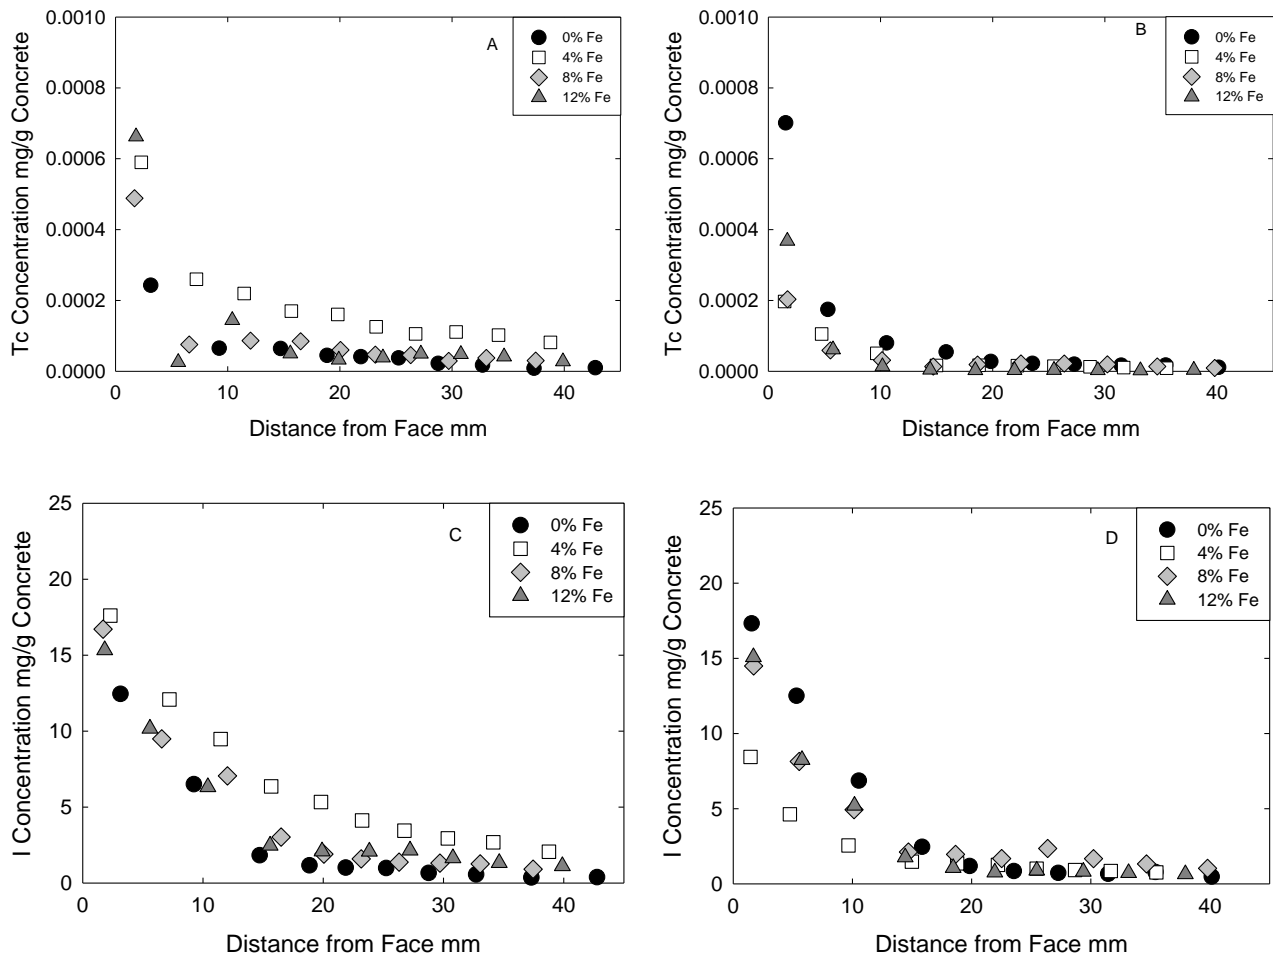 Tc Concentration mg/g Concrete
0.0010
0.0008
0.0006
0.0004
0.0002
0.0000
A
0% Fe
4% Fe
8% Fe
12% Fe
0 10 20 30 40
Distance from Face mm
Tc Concentration mg/g Concrete
0.0010
0.0008
0.0006
0.0004
0.0002
0.0000
B
0% Fe
4% Fe
8% Fe
12% Fe
0 10 20 30 40
Distance from Face mm
I Concentration mg/g Concrete
25
20
15
10
5
0
C
0% Fe
4% Fe
8% Fe
12% Fe
0 10 20 30 40
Distance from Face mm
I Concentration mg/g Concrete
25
20
15
10
5
0
D
0% Fe
4% Fe
8% Fe
12% Fe
0 10 20 30 40
Distance from Face mm